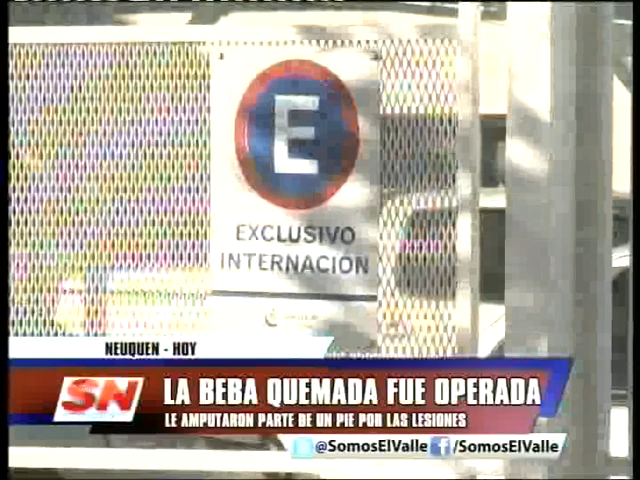 E
EXCLUSIVO
INTERNACION
NEUQUEN - HOY
SN
LA BEBA QUEMADA FUE OPERADA
LE AMPUTARON PARTE DE UN PIE POR LAS LESIONES
@SomosElValle /SomosElValle